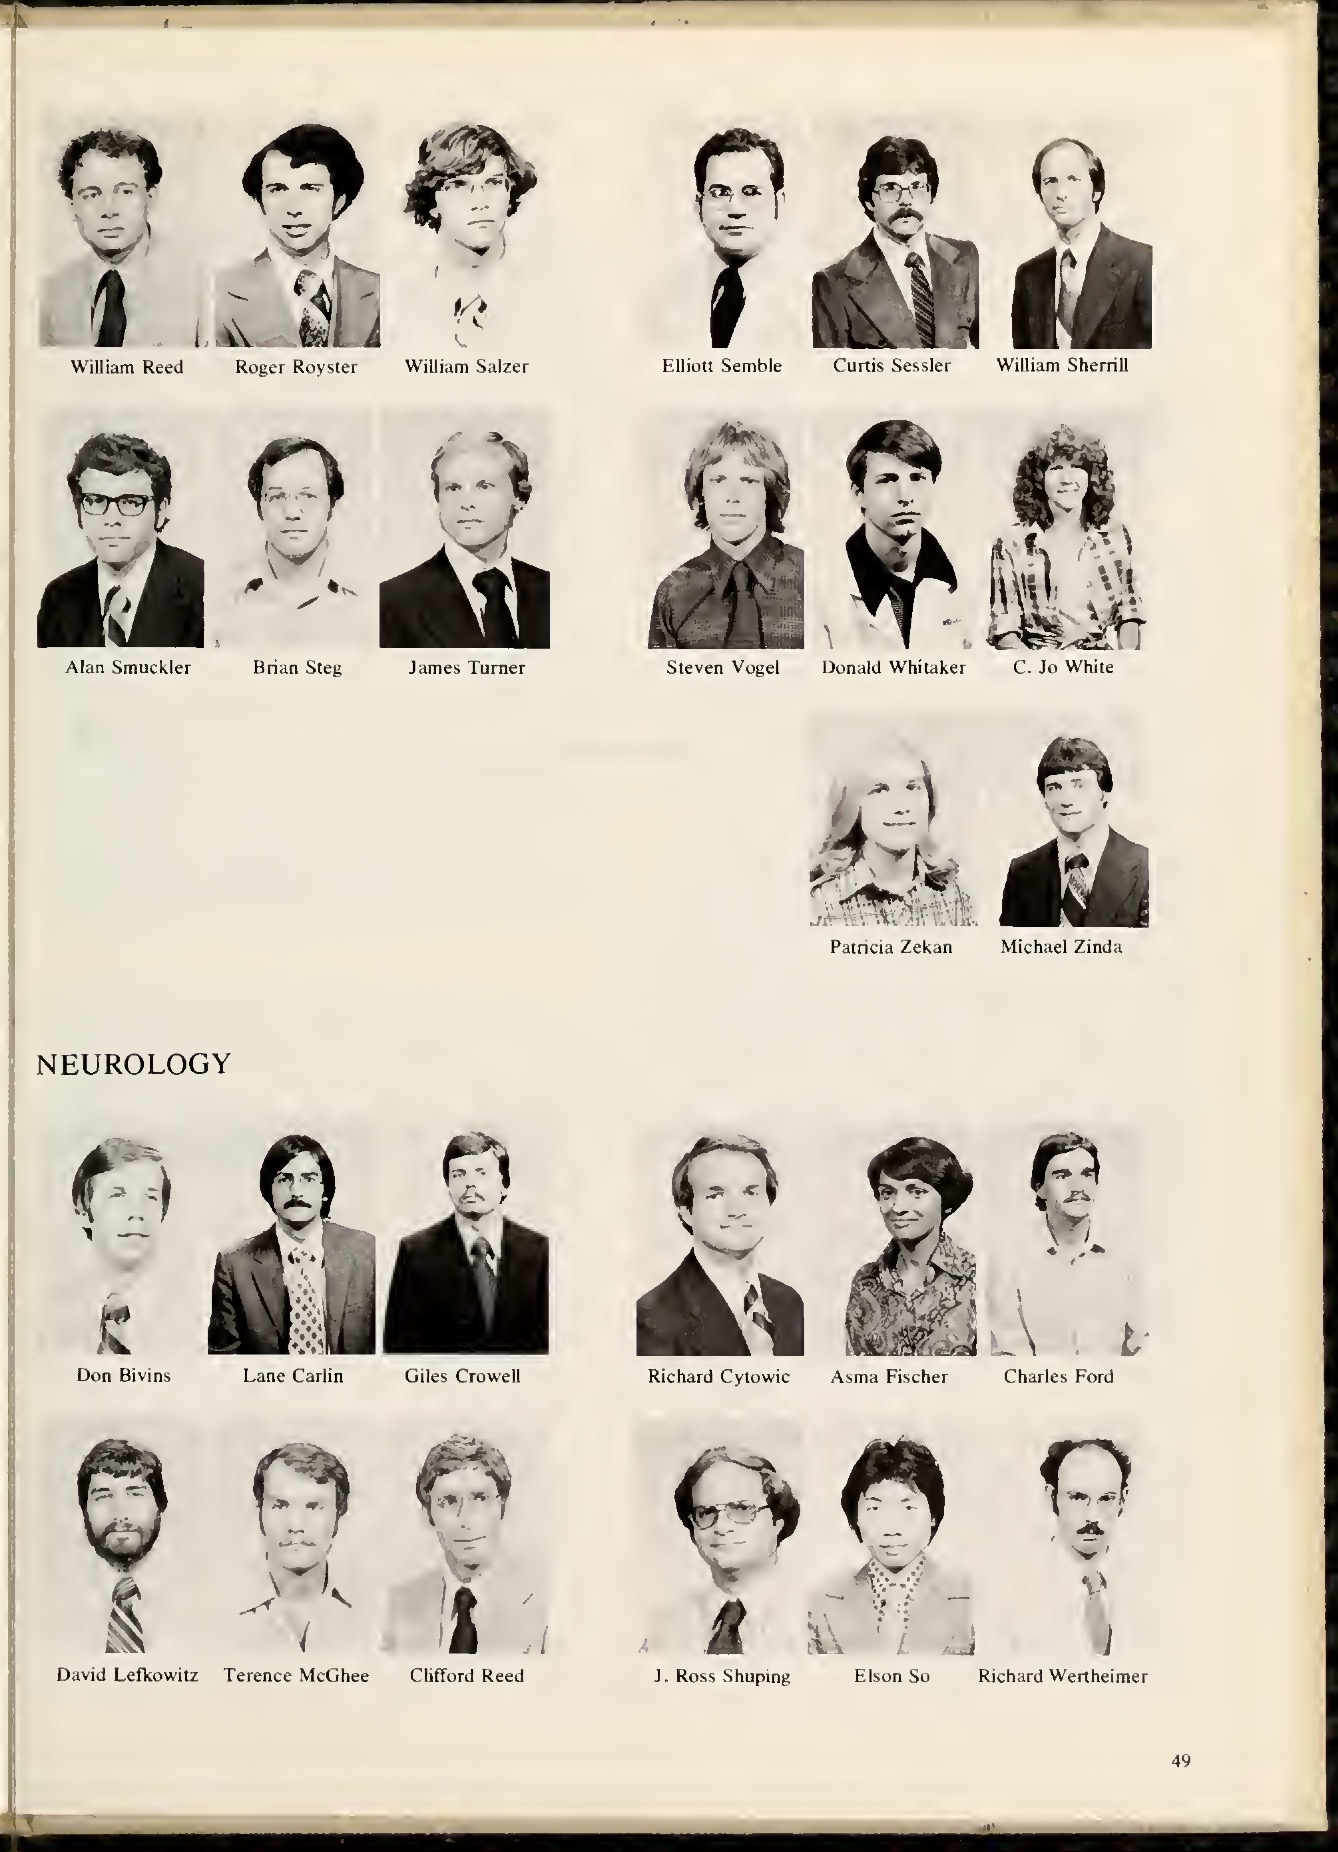 William Reed Roger Royster William Salzer Elliott Semble Curtis Sessler William Sherrill
Alan Smuckler Brian Steg James Turner Steven Vogel Donald Whitaker C. Jo White
Patricia Zekan Michael Zinda
NEUROLOGY
Don Bivins Lane Carlin Giles Crowell Richard Cytowic Asma Fischer Charles Ford
David Lefkowitz Terence McGhee Clifford Reed J. Ross Shuping Elson So Richard Wertheimer
49